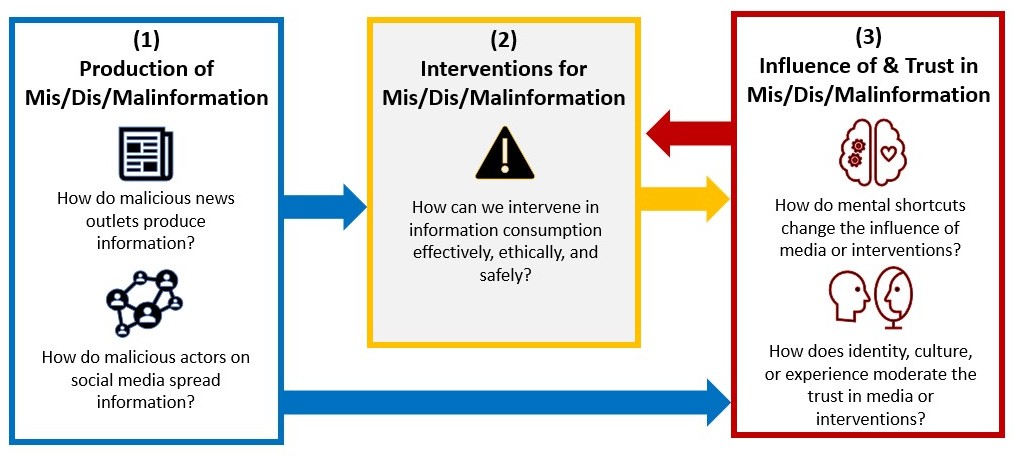 (1)
Production of
Mis/Dis/Malinformation
How do malicious news
outlets produce
information?
How do malicious actors on
social media spread
information?
(2)
Interventions for
Mis/Dis/Malinformation
How can we intervene in
information consumption
effectively, ethically, and
safely?
(3)
Influence of & Trust in
Mis/Dis/Malinformation
How do mental shortcuts
change the influence of
media or interventions?
How does identity, culture,
or experience moderate the
trust in media or
interventions?